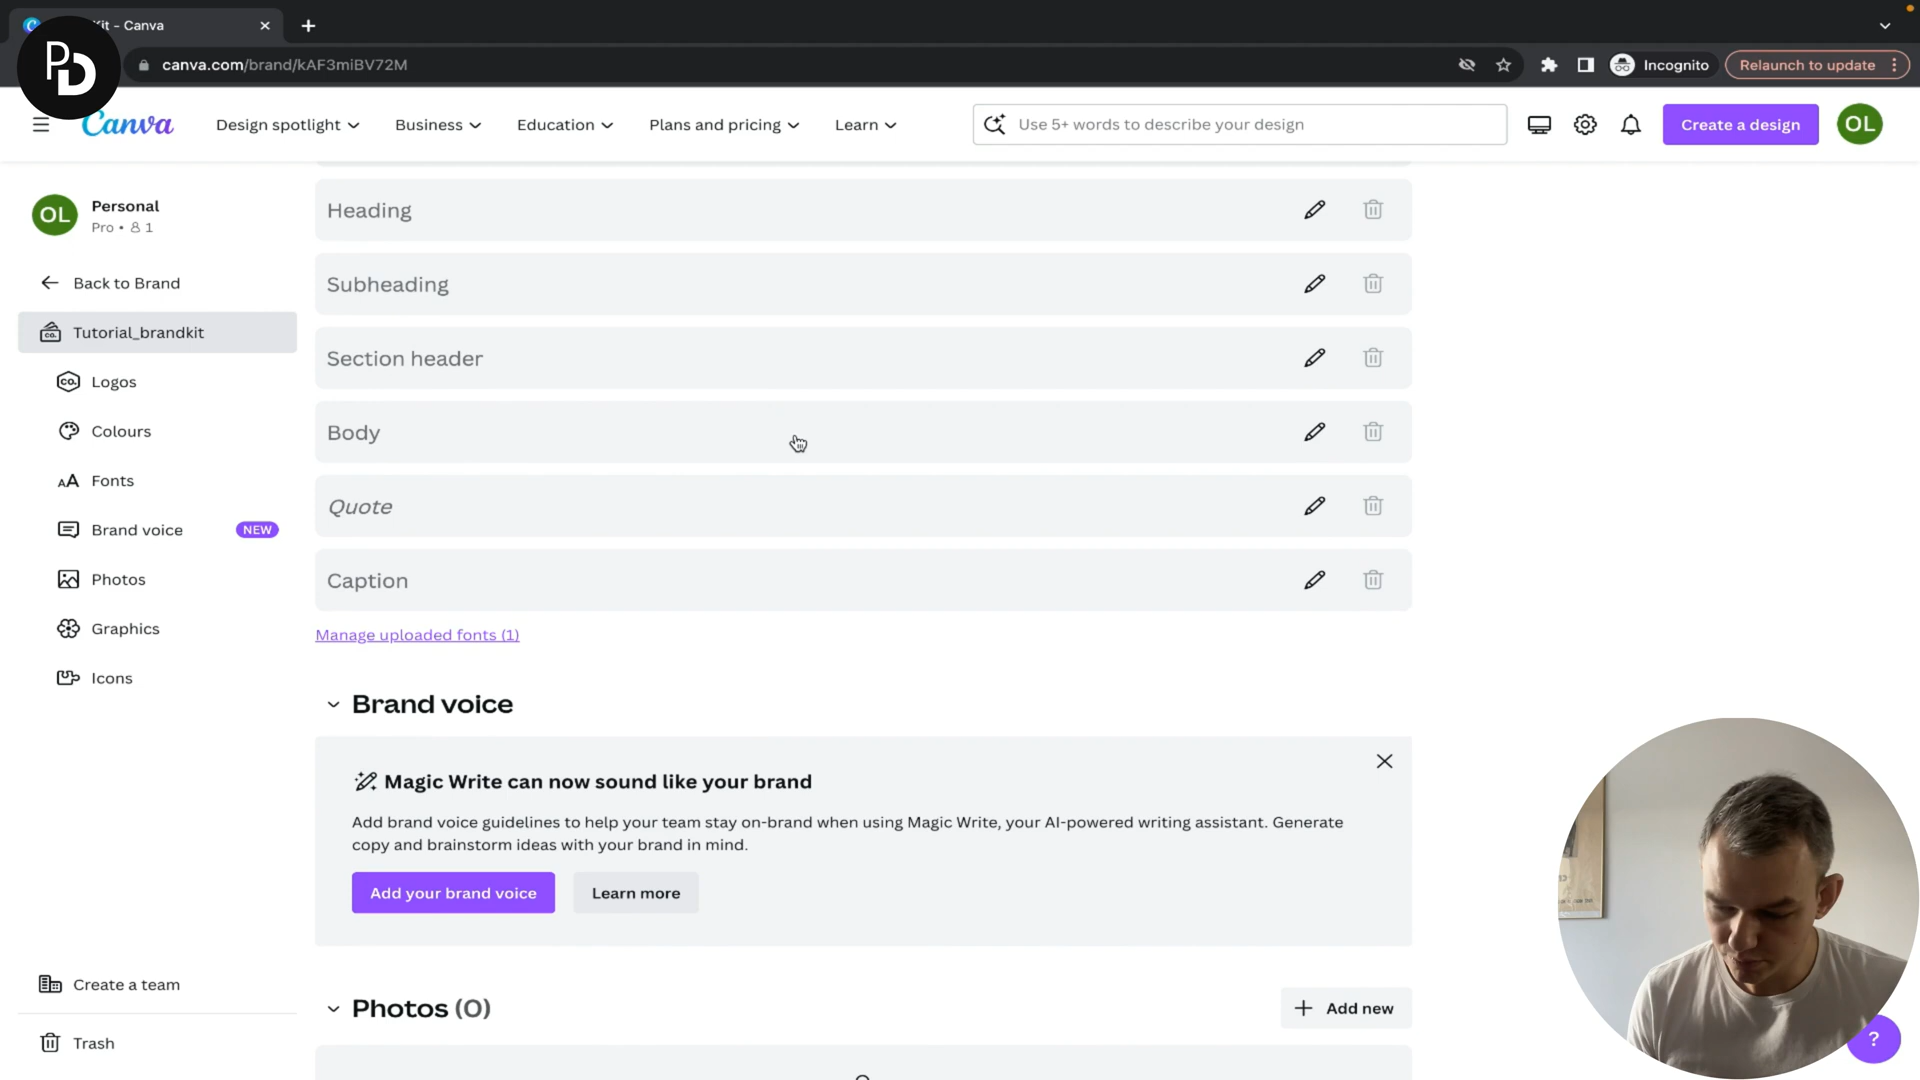 Kit - Canva
PD
canva.com/brand/kAF3miBV72M
Incognito
Relaunch to update
Canva
Design spotlight
Business
Education
Plans and pricing
Learn
Use 5+ words to describe your design
Create a design
OL
OL
Personal
Pro • 1
Back to Brand
Tutorial_brandkit
CO.
Logos
CO.
Colours
Fonts
AA
Brand voice
NEW
Photos
Graphics
Icons
Create a team
Trash
Heading
Subheading
Section header
Body
Quote
Caption
Manage uploaded fonts (1)
Brand voice
Magic Write can now sound like your brand
Add brand voice guidelines to help your team stay on-brand when using Magic Write, your AI-powered writing assistant. Generate
copy and brainstorm ideas with your brand in mind.
Add your brand voice
Learn more
Photos (0)
Add new
?